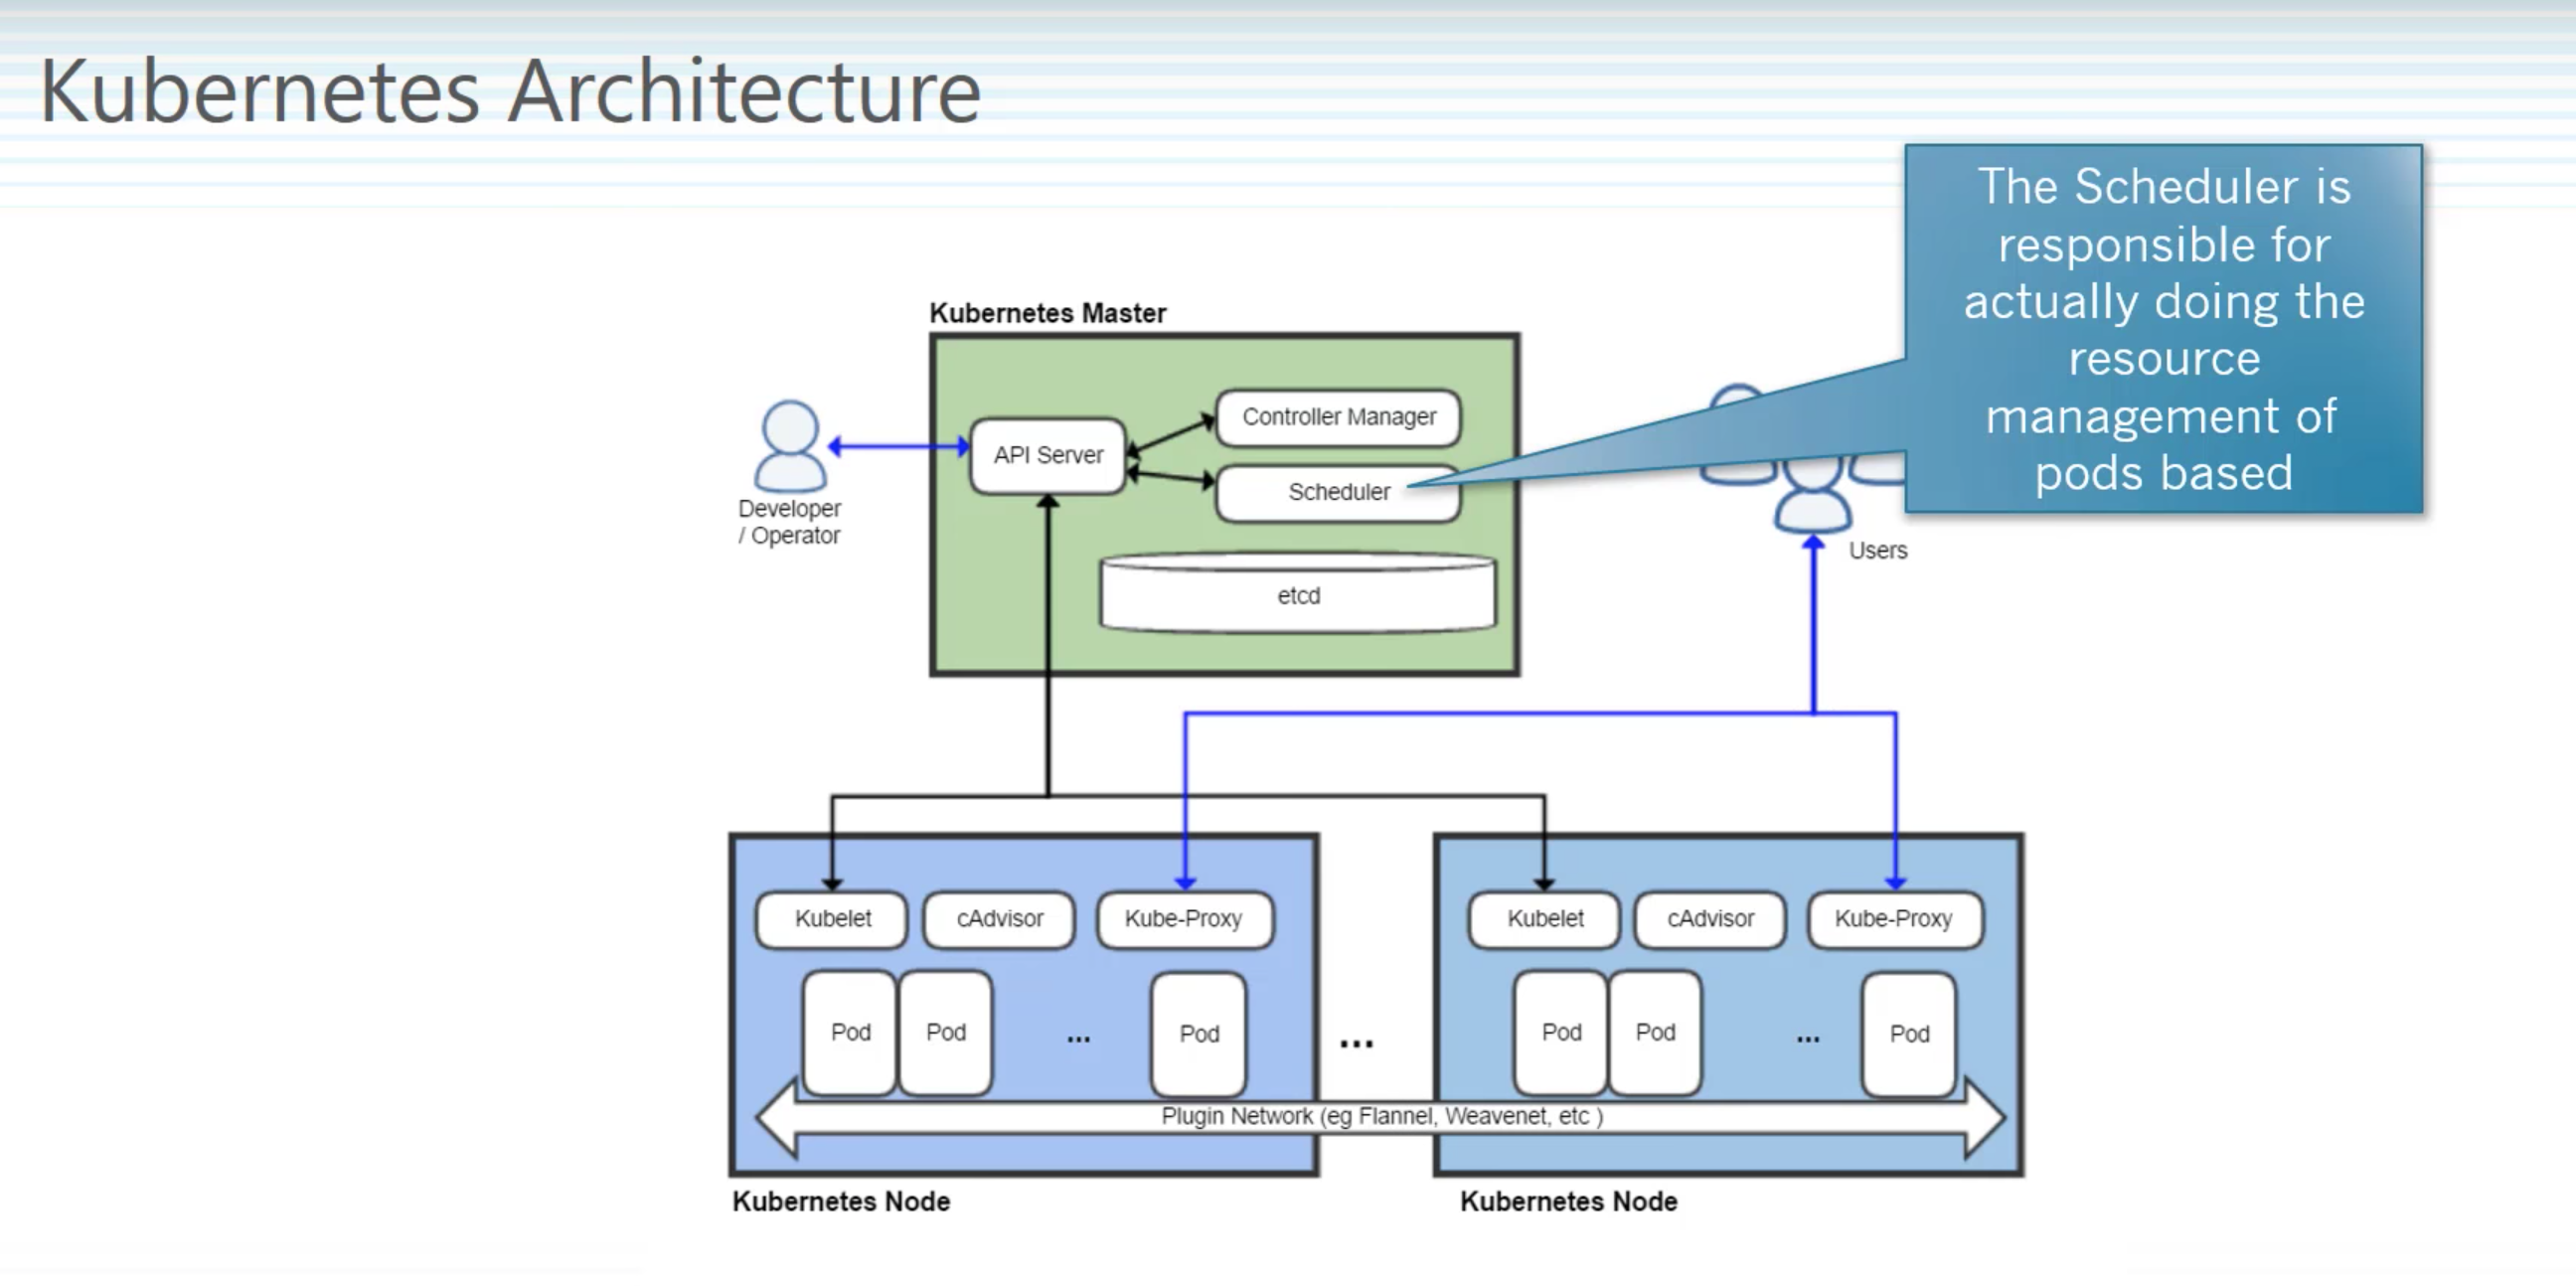 Kubernetes Architecture
The Scheduler is
responsible for
actually doing the
resource
management of
pods based
Kubernetes Master
Controller Manager
API Server
Scheduler
Developer
/ Operator
etcd
Users
Kubelet
cAdvisor
Kube-Proxy
Kubelet
cAdvisor
Kube-Proxy
Pod
Pod
...
Pod
...
Pod
Pod
...
Pod
Plugin Network (eg Flannel, Weavenet, etc )
Kubernetes Node
Kubernetes Node